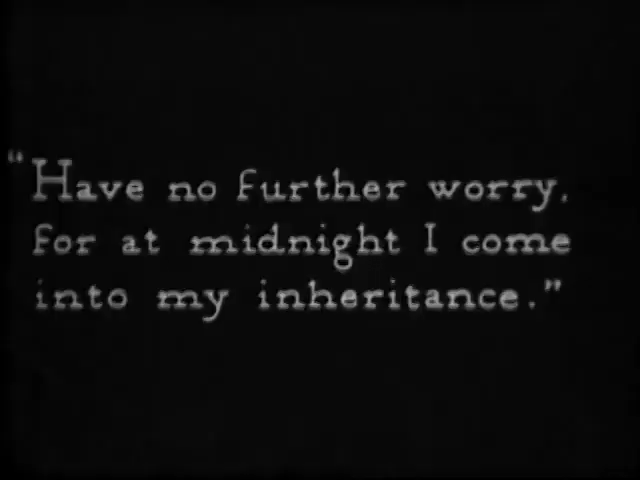 "Have no further worry,
for at midnight I come
into my inheritance."